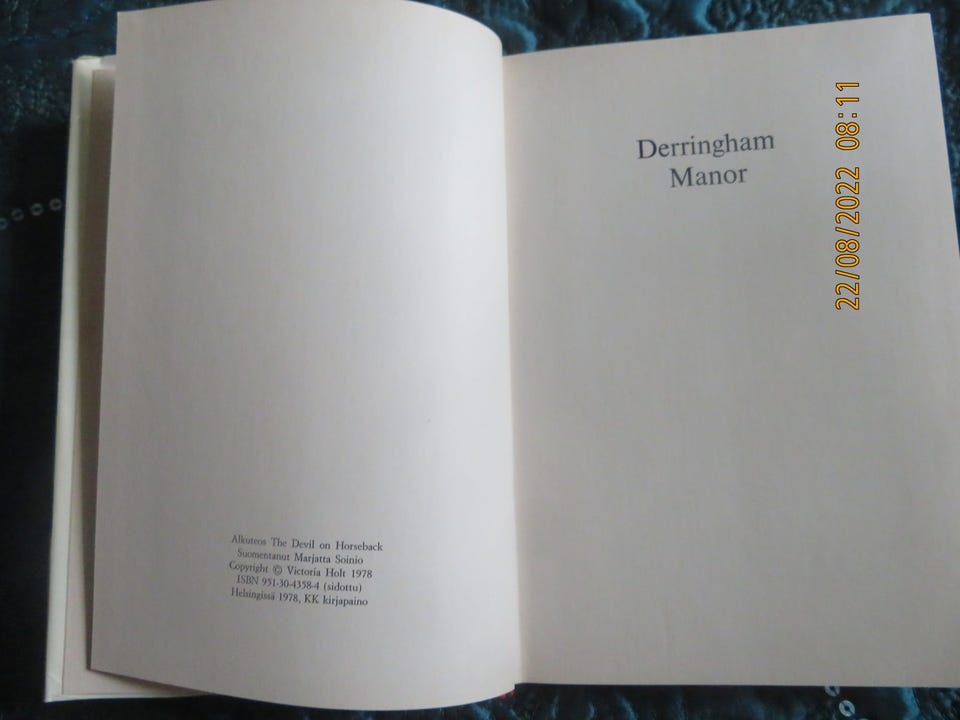 Alkuteos The Devil on Horseback
Suomentanut Marjatta Soinio
Copyright © Victoria Holt 1978
ISBN 951-30-4358-4 (sidottu)
Helsingissä 1978, KK kirjapaino
Derringham
Manor
22/08/2022 08:11